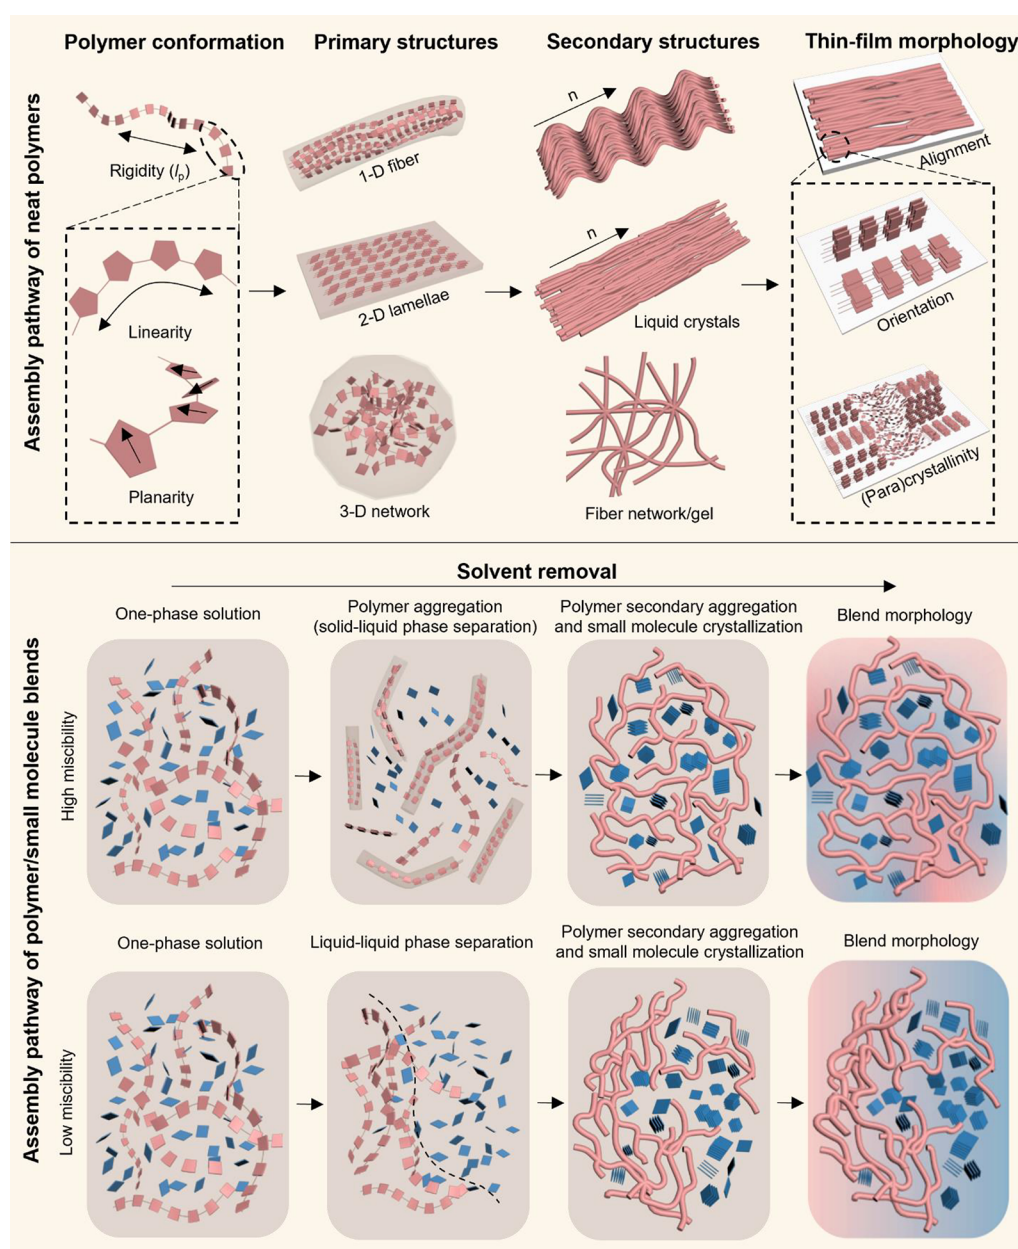 Polymer conformation
Primary structures
Secondary structures
Thin-film morphology
Assembly pathway of neat polymers
Rigidity (lp)
1-D fiber
n
Alignment
Linearity
2-D lamellae
n
Liquid crystals
Orientation
Planarity
3-D network
Fiber network/gel
(Para)crystallinity
Solvent removal
Assembly pathway of polymer/small molecule blends
High miscibility
One-phase solution
Polymer aggregation
(solid-liquid phase separation)
Polymer secondary aggregation
and small molecule crystallization
Blend morphology
Low miscibility
One-phase solution
Liquid-liquid phase separation
Polymer secondary aggregation
and small molecule crystallization
Blend morphology